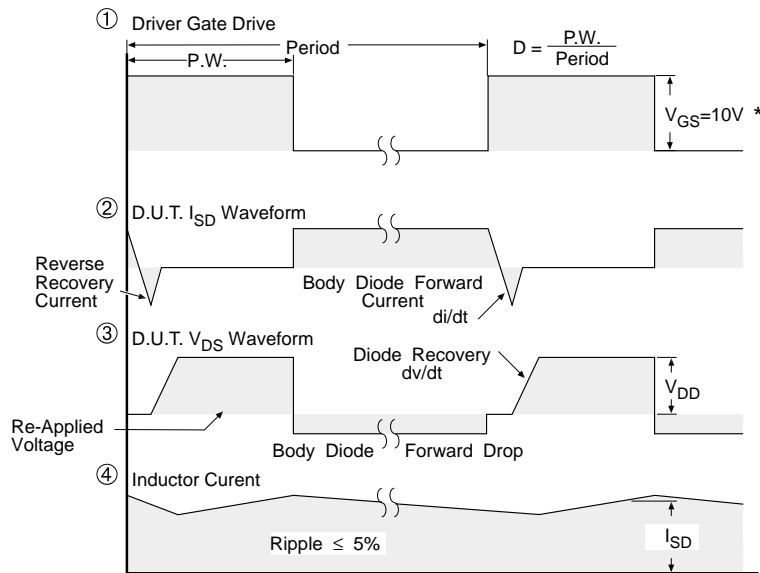 ① Driver Gate Drive
Period
P.W.
D = P.W. / Period
VGS=10V *
② D.U.T. ISD Waveform
Reverse
Recovery
Current
Body Diode Forward
Current
di/dt
③ D.U.T. VDS Waveform
Diode Recovery
dv/dt
VDD
Re-Applied
Voltage
Body Diode Forward Drop
④ Inductor Curent
Ripple ≤ 5%
ISD